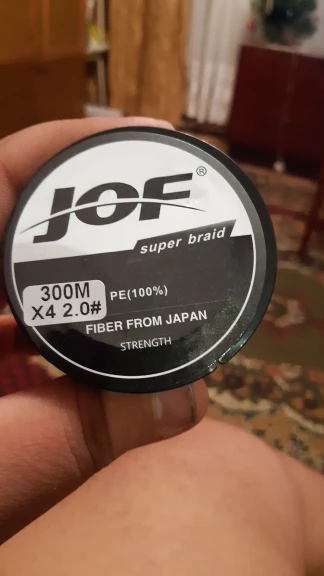 JOF®
super braid
300M
X4 2.0#
PE(100%)
FIBER FROM JAPAN
STRENGTH